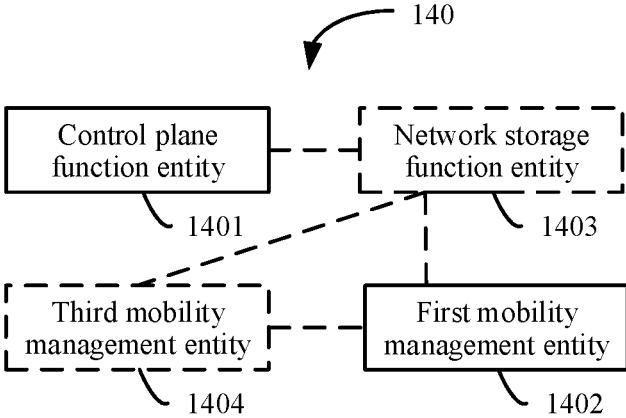 140
Control plane
function entity
1401
Network storage
function entity
1403
Third mobility
management entity
1404
First mobility
management entity
1402